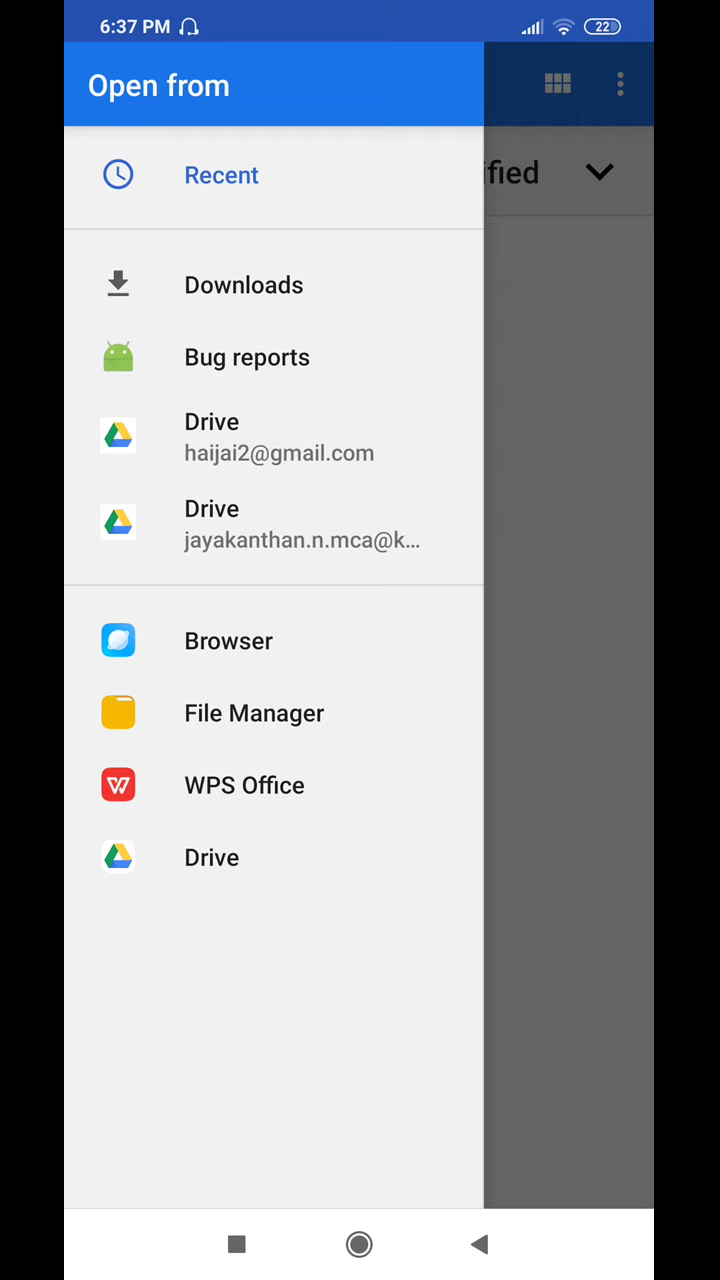 6:37 PM
22
Open from
Recent
ified
Downloads
Bug reports
Drive
haijai2@gmail.com
Drive
jayakanthan.n.mca@k...
Browser
File Manager
WPS Office
Drive